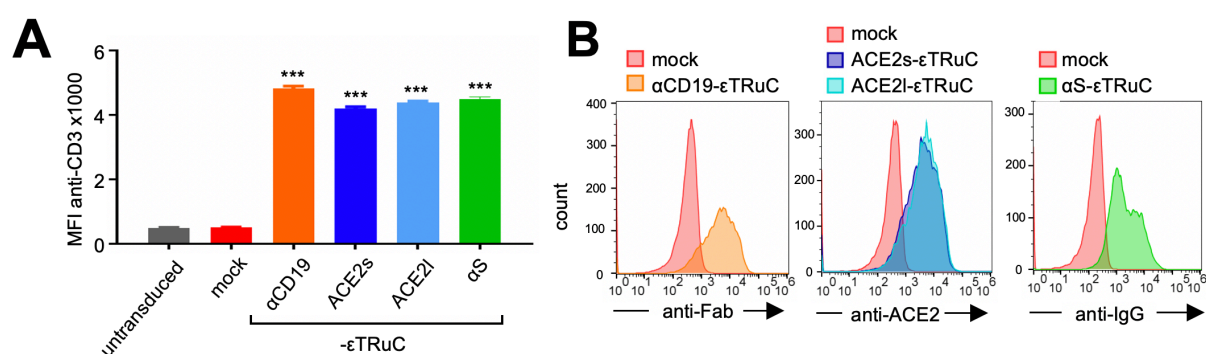 A
MFI anti-CD3 x1000
6
4
2
0
***
***
***
***
untransduced
mock
αCD19
ACE2s
ACE2l
αS
-εTRuC
B
mock
αCD19-εTRuC
mock
ACE2s-εTRuC
ACE2l-εTRuC
mock
αS-εTRuC
count
400
300
200
100
0
10^0 10^1 10^2 10^3 10^4 10^5 10^6
anti-Fab
300
200
100
0
10^0 10^1 10^2 10^3 10^4 10^5 10^6
anti-ACE2
300
200
100
0
10^0 10^1 10^2 10^3 10^4 10^5 10^6
anti-IgG